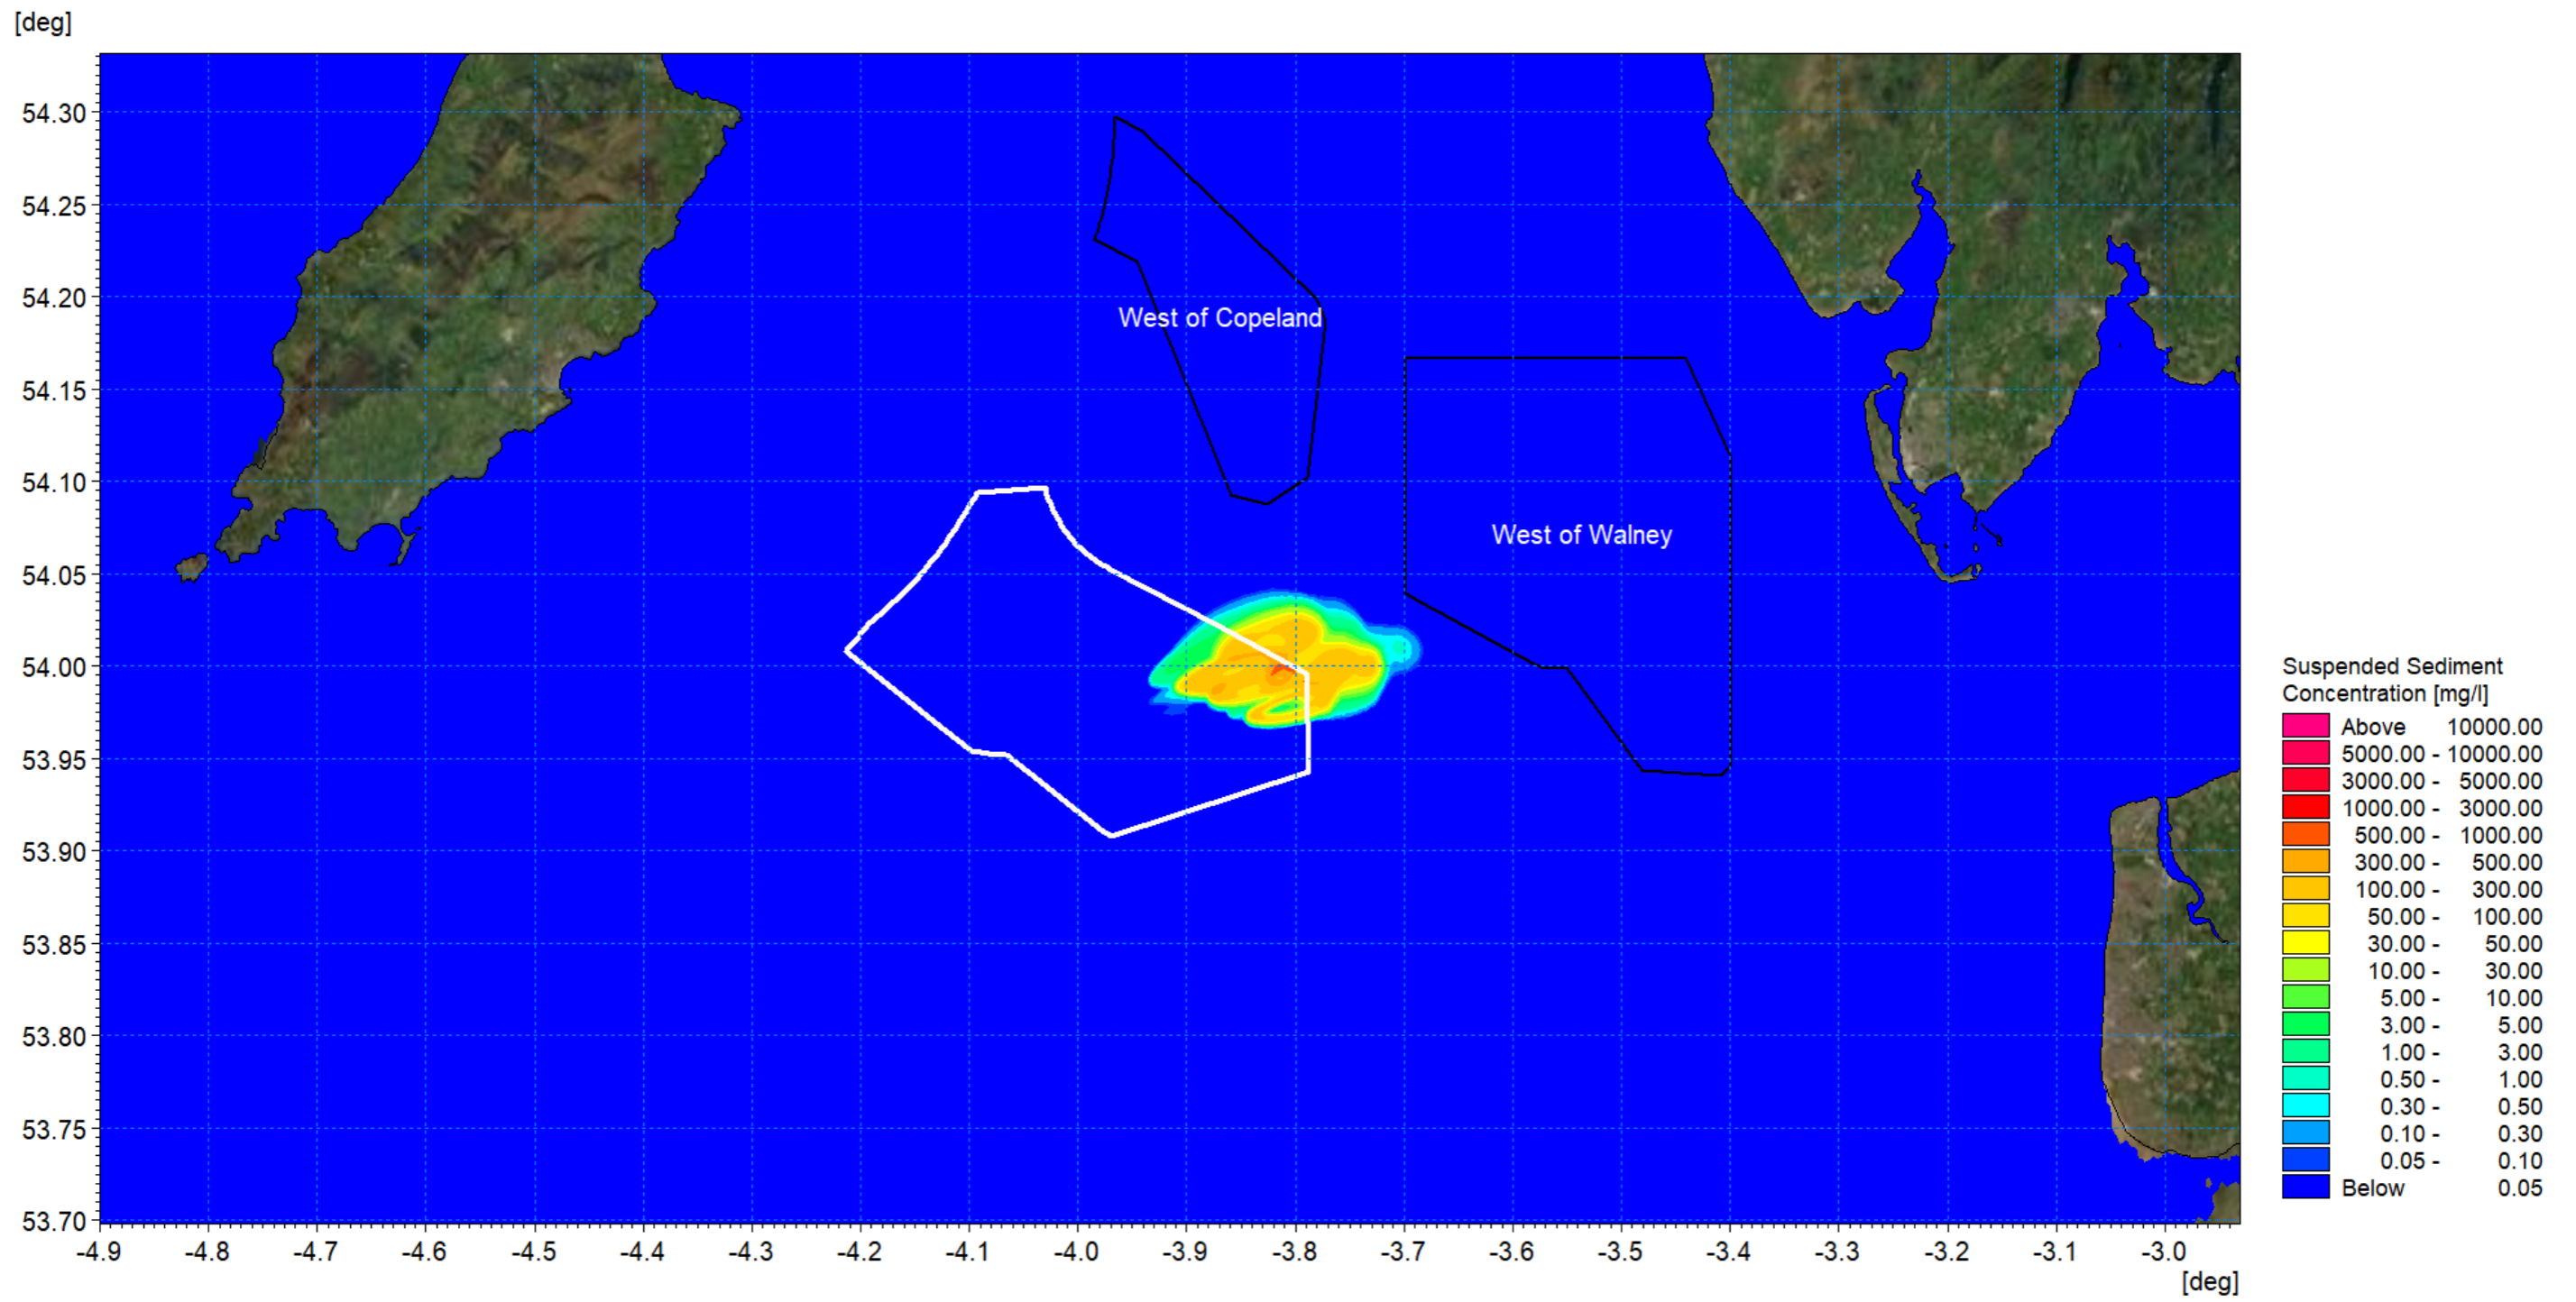 [deg]
54.30
54.25
54.20
54.15
54.10
54.05
54.00
53.95
53.90
53.85
53.80
53.75
53.70
West of Copeland
West of Walney
-4.9 -4.8 -4.7 -4.6 -4.5 -4.4 -4.3 -4.2 -4.1 -4.0 -3.9 -3.8 -3.7 -3.6 -3.5 -3.4 -3.3 -3.2 -3.1 -3.0
[deg]
Suspended Sediment
Concentration [mg/l]
Above 10000.00
5000.00 - 10000.00
3000.00 - 5000.00
1000.00 - 3000.00
500.00 - 1000.00
300.00 - 500.00
100.00 - 300.00
50.00 - 100.00
30.00 - 50.00
10.00 - 30.00
5.00 - 10.00
3.00 - 5.00
1.00 - 3.00
0.50 - 1.00
0.30 - 0.50
0.10 - 0.30
0.05 - 0.10
Below 0.05